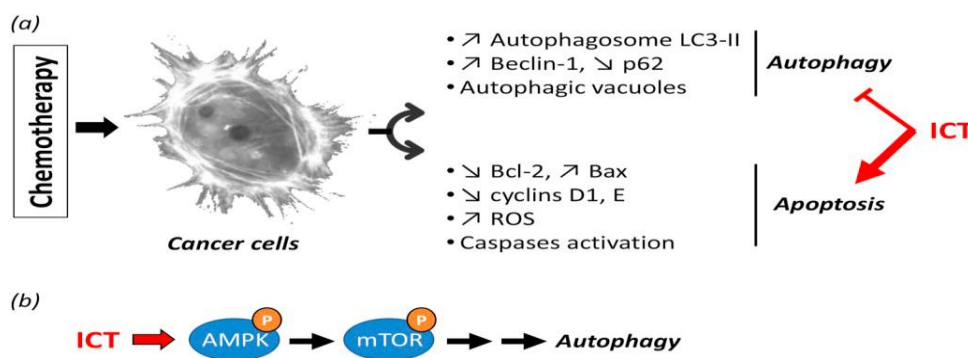 (a)
Chemotherapy
Cancer cells
• ↗ Autophagosome LC3-II
• ↗ Beclin-1, ↘ p62
• Autophagic vacuoles
Autophagy
ICT
• ↘ Bcl-2, ↗ Bax
• ↘ cyclins D1, E
• ↗ ROS
• Caspases activation
Apoptosis
(b)
ICT AMPK P mTOR P Autophagy